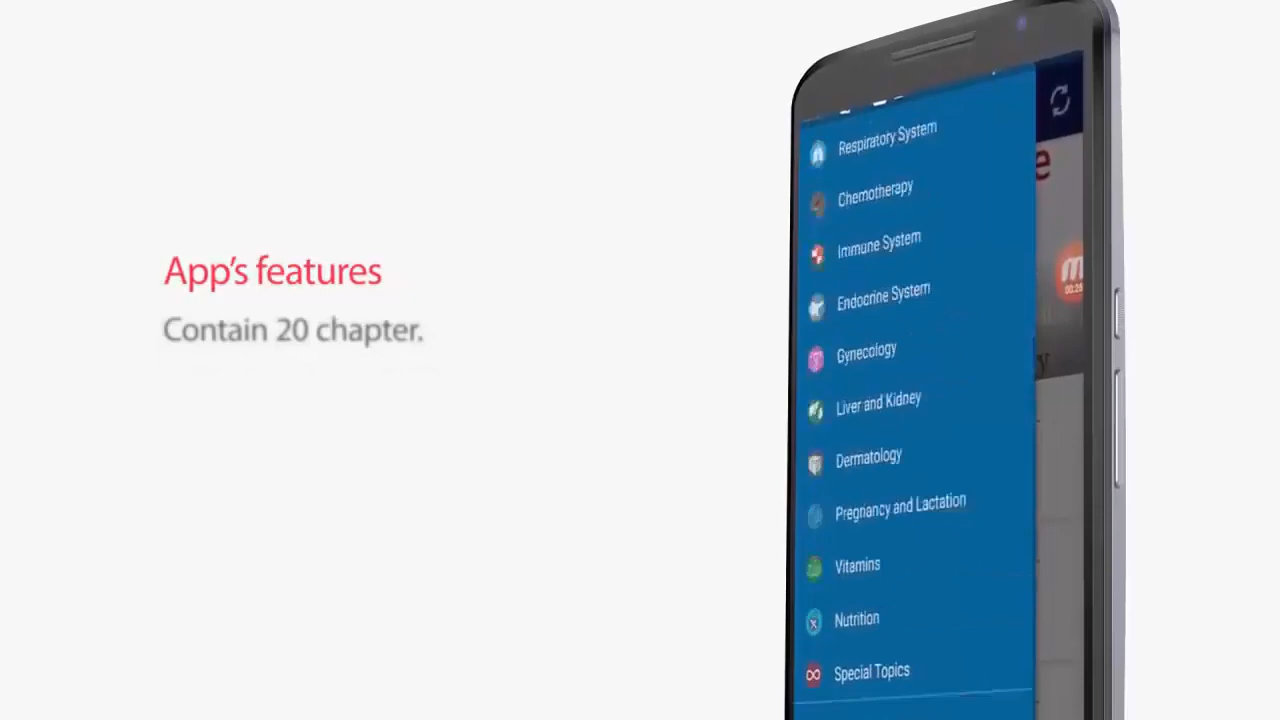 App's features
Contain 20 chapter.
Respiratory System
Chemotherapy
Immune System
Endocrine System
Gynecology
Liver and Kidney
Dermatology
Pregnancy and Lactation
Vitamins
Nutrition
Special Topics
e
y